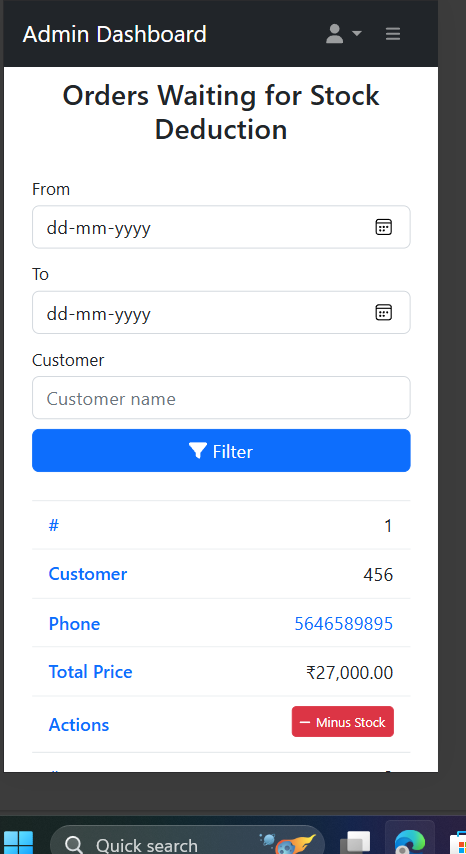 Admin Dashboard
Orders Waiting for Stock
Deduction
From
dd-mm-yyyy
To
dd-mm-yyyy
Customer
Customer name
Filter
# 1
Customer 456
Phone 5646589895
Total Price ₹27,000.00
Actions Minus Stock
Quick search